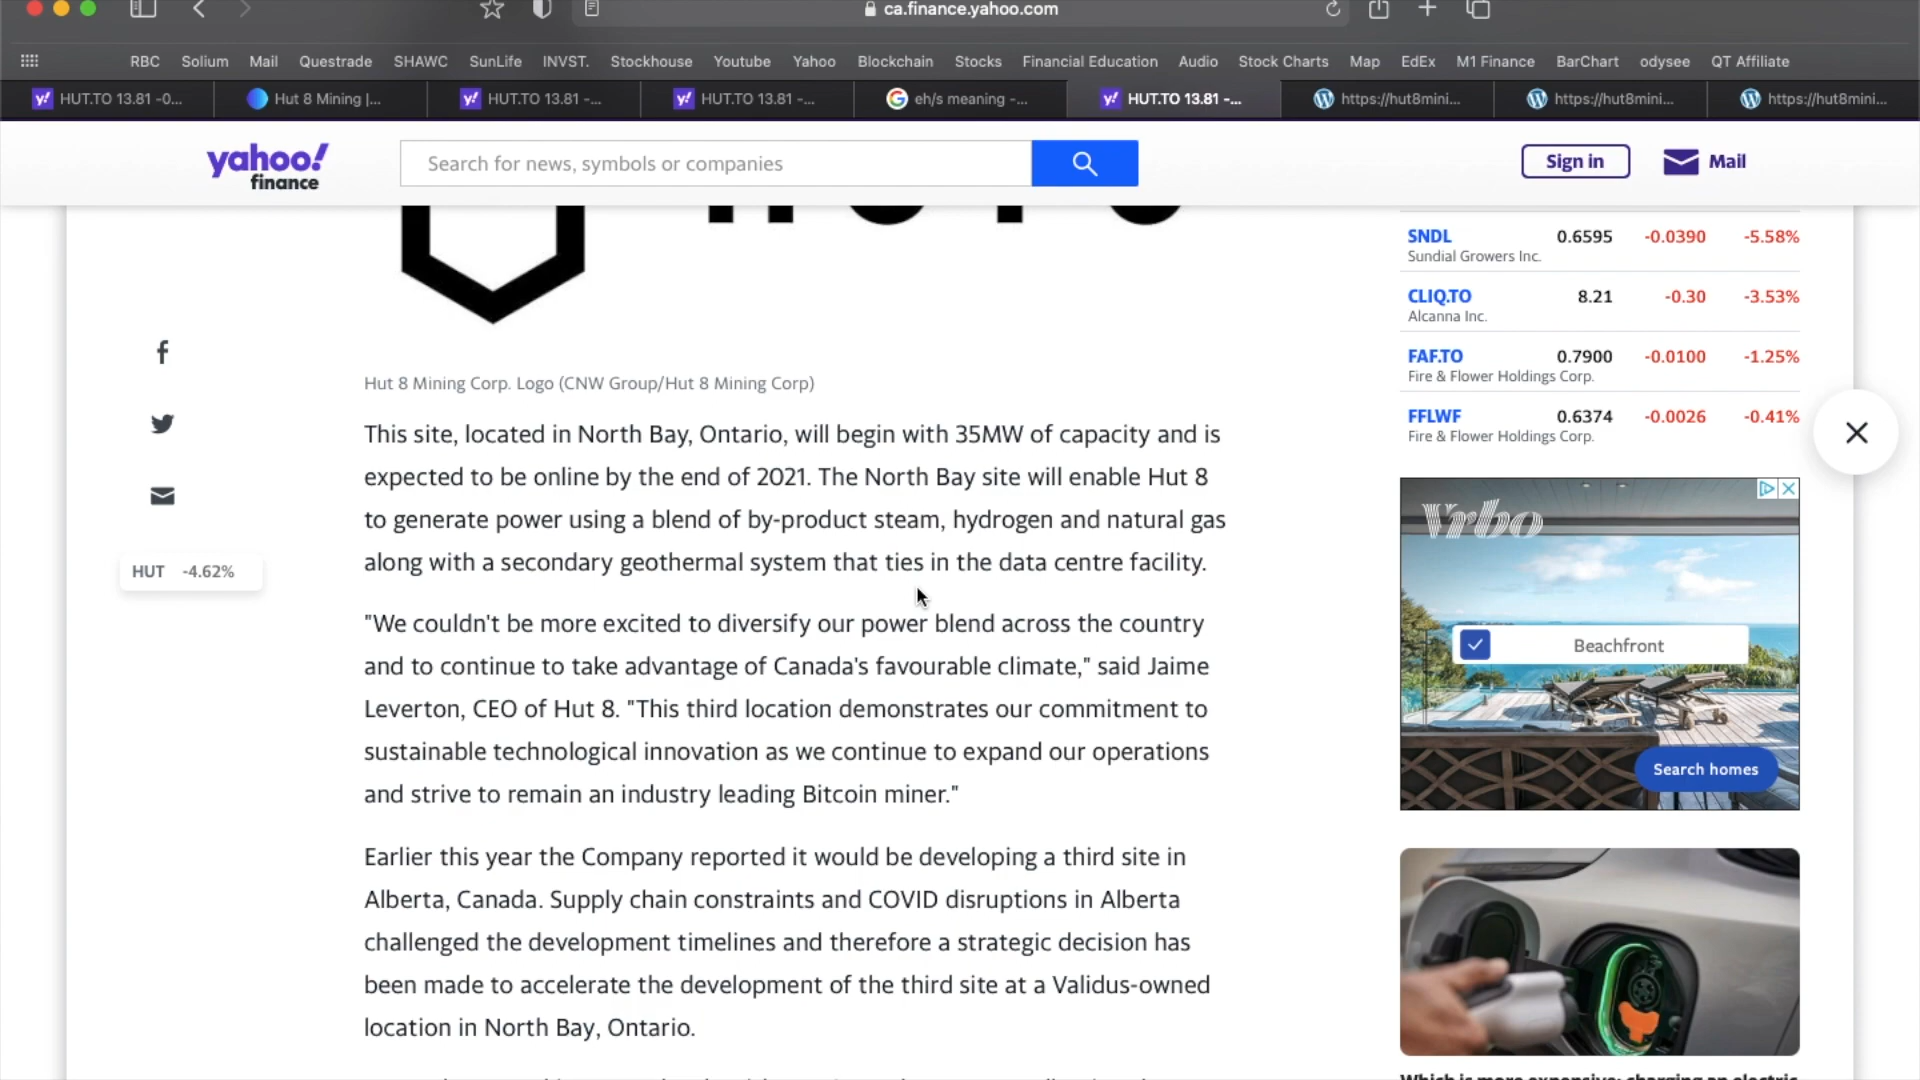 ca.finance.yahoo.com
RBC Solium Mail Questrade SHAWC SunLife INVST. Stockhouse Youtube Yahoo Blockchain Stocks Financial Education Audio Stock Charts Map EdEx M1 Finance BarChart odysee QT Affiliate
y! HUT.TO 13.81 -0... Hut 8 Mining |... y! HUT.TO 13.81 -... y! HUT.TO 13.81 -... G eh/s meaning -... y! HUT.TO 13.81 -... https://hut8mini... https://hut8mini... https://hut8mini...
yahoo!
finance
Search for news, symbols or companies
Sign in
Mail
Hut 8 Mining Corp. Logo (CNW Group/Hut 8 Mining Corp)
This site, located in North Bay, Ontario, will begin with 35MW of capacity and is
expected to be online by the end of 2021. The North Bay site will enable Hut 8
to generate power using a blend of by-product steam, hydrogen and natural gas
along with a secondary geothermal system that ties in the data centre facility.
"We couldn't be more excited to diversify our power blend across the country
and to continue to take advantage of Canada's favourable climate," said Jaime
Leverton, CEO of Hut 8. "This third location demonstrates our commitment to
sustainable technological innovation as we continue to expand our operations
and strive to remain an industry leading Bitcoin miner."
Earlier this year the Company reported it would be developing a third site in
Alberta, Canada. Supply chain constraints and COVID disruptions in Alberta
challenged the development timelines and therefore a strategic decision has
been made to accelerate the development of the third site at a Validus-owned
location in North Bay, Ontario.
HUT -4.62%
SNDL 0.6595 -0.0390 -5.58%
Sundial Growers Inc.
CLIQ.TO 8.21 -0.30 -3.53%
Alcanna Inc.
FAF.TO 0.7900 -0.0100 -1.25%
Fire & Flower Holdings Corp.
FFLWF 0.6374 -0.0026 -0.41%
Fire & Flower Holdings Corp.
Vrbo
Beachfront
Search homes
Which is more expensive: charging an electric